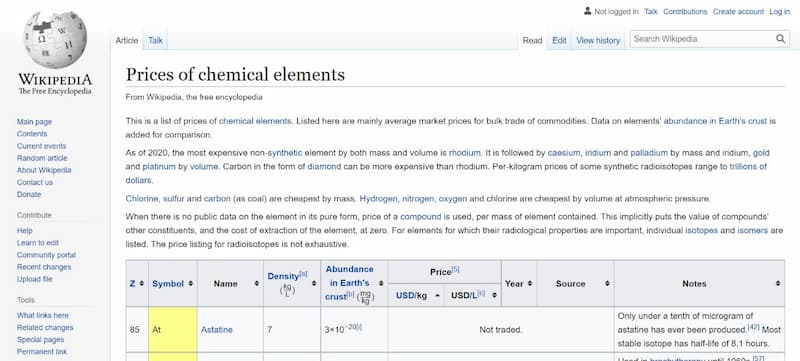 Not logged in Talk Contributions Create account Log in
Article Talk Read Edit View history Search Wikipedia
WIKIPEDIA
The Free Encyclopedia
Main page
Contents
Current events
Random article
About Wikipedia
Contact us
Donate
Contribute
Help
Learn to edit
Community portal
Recent changes
Upload file
Tools
What links here
Related changes
Special pages
Permanent link
Prices of chemical elements
From Wikipedia, the free encyclopedia
This is a list of prices of chemical elements. Listed here are mainly average market prices for bulk trade of commodities. Data on elements' abundance in Earth's crust is
added for comparison.
As of 2020, the most expensive non-synthetic element by both mass and volume is rhodium. It is followed by caesium, iridium and palladium by mass and iridium, gold
and platinum by volume. Carbon in the form of diamond can be more expensive than rhodium. Per-kilogram prices of some synthetic radioisotopes range to trillions of
dollars.
Chlorine, sulfur and carbon (as coal) are cheapest by mass. Hydrogen, nitrogen, oxygen and chlorine are cheapest by volume at atmospheric pressure.
When there is no public data on the element in its pure form, price of a compound is used, per mass of element contained. This implicitly puts the value of compounds'
other constituents, and the cost of extraction of the element, at zero. For elements for which their radiological properties are important, individual isotopes and isomers are
listed. The price listing for radioisotopes is not exhaustive.
Z Symbol Name Density[a] (kg/L) Abundance in Earth's crust[b] (mg/kg) Price[5] USD/kg USD/L[c] Year Source Notes
85 At Astatine 7 3×10−20[i] Not traded. Only under a tenth of microgram of
astatine has ever been produced.[42] Most
stable isotope has half-life of 8.1 hours.
Used in brachytherapy until 1960s,[57]